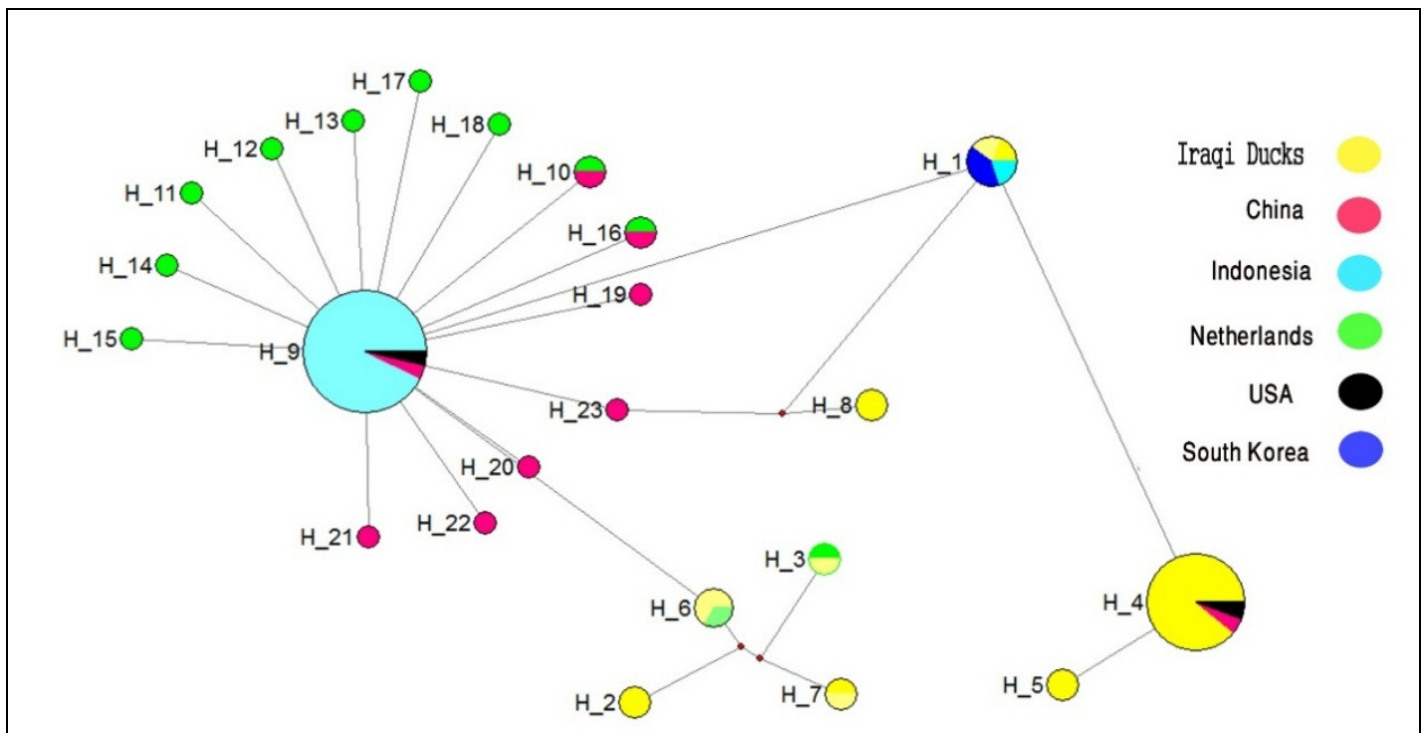 H_17
H_13
H_18
H_12
H_10
H_11
H_16
H_14
H_19
H_15
H_9
H_1
H_23
H_8
H_20
H_22
H_21
H_3
H_6
H_2
H_7
H_4
H_5
Iraqi Ducks
China
Indonesia
Netherlands
USA
South Korea